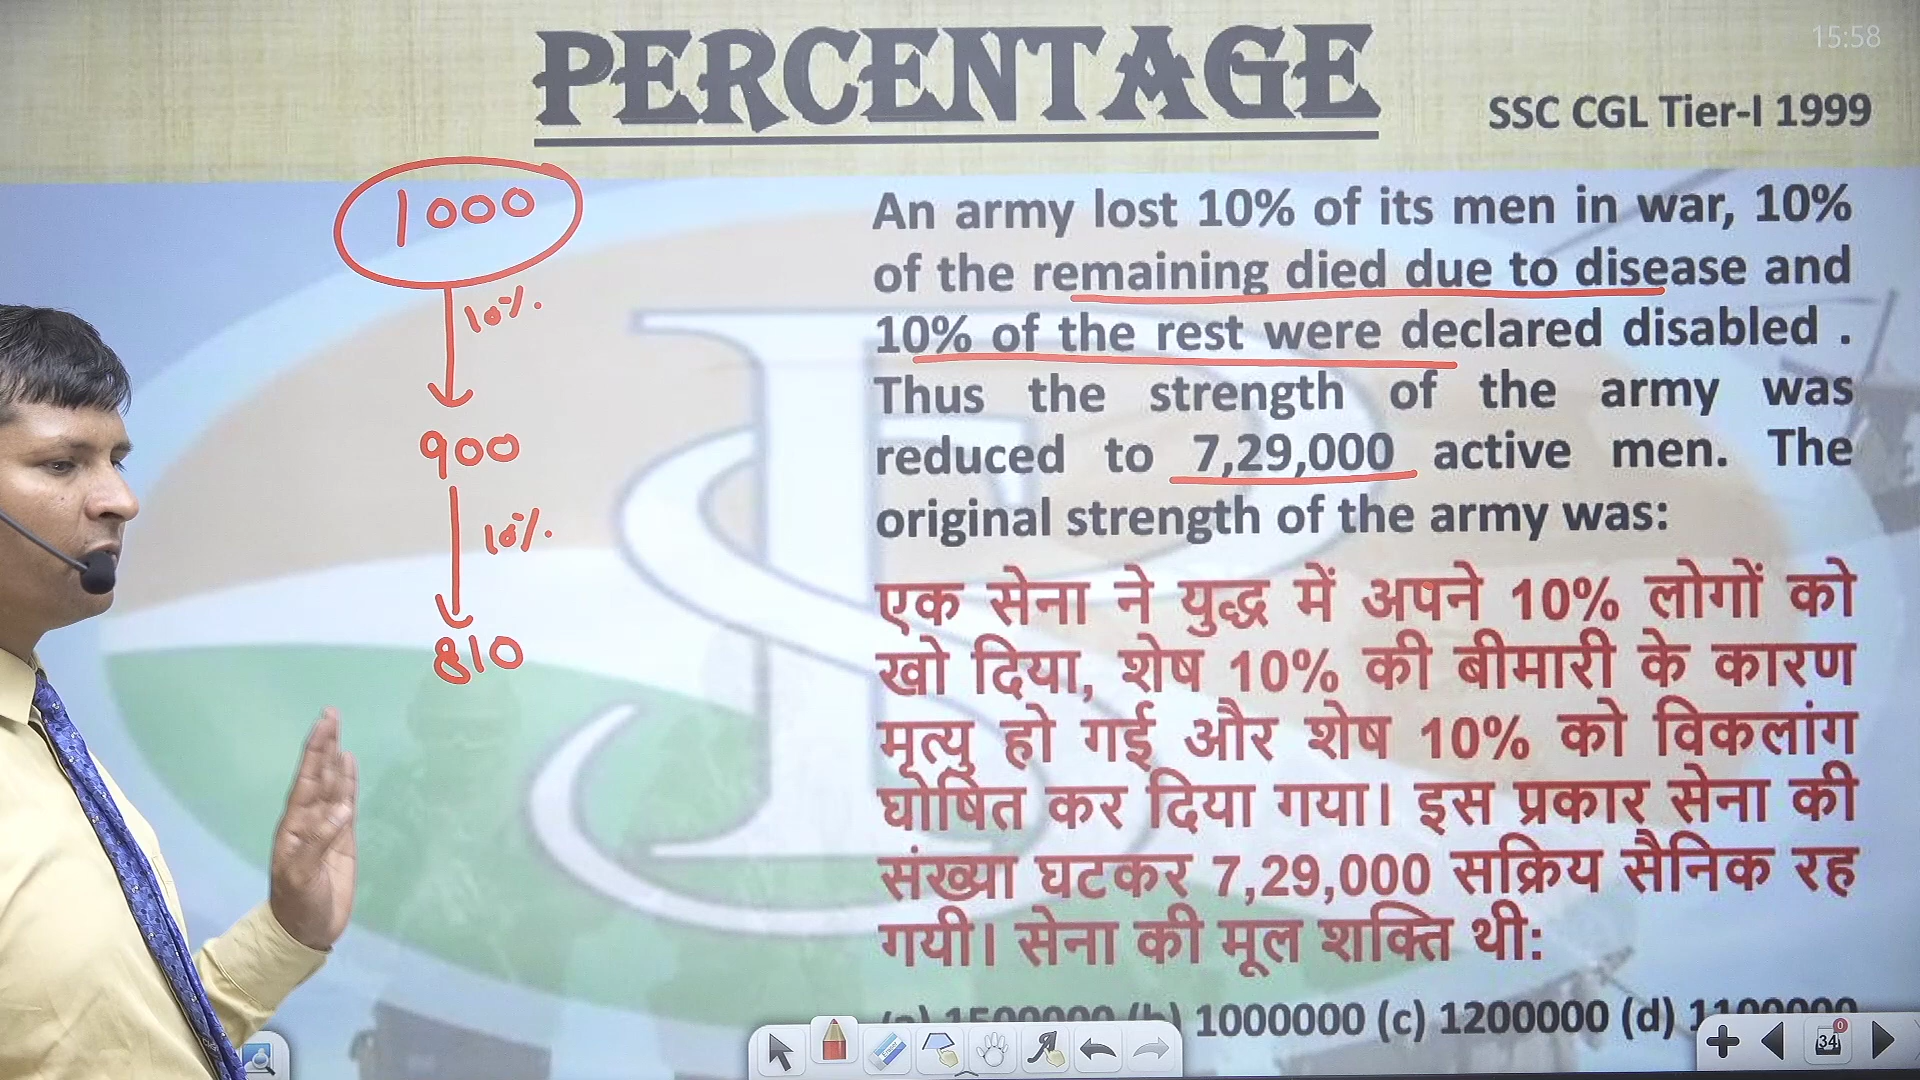 PERCENTAGE
15:58
SSC CGL Tier-I 1999
1000
10%.
900
10%.
810
An army lost 10% of its men in war, 10%
of the remaining died due to disease and
10% of the rest were declared disabled .
Thus the strength of the army was
reduced to 7,29,000 active men. The
original strength of the army was:
एक सेना ने युद्ध में अपने 10% लोगों को
खो दिया, शेष 10% की बीमारी के कारण
मृत्यु हो गई और शेष 10% को विकलांग
घोषित कर दिया गया। इस प्रकार सेना की
संख्या घटकर 7,29,000 सक्रिय सैनिक रह
गयी। सेना की मूल शक्ति थी:
(a) 1500000 (b) 1000000 (c) 1200000 (d) 1100000
34
0